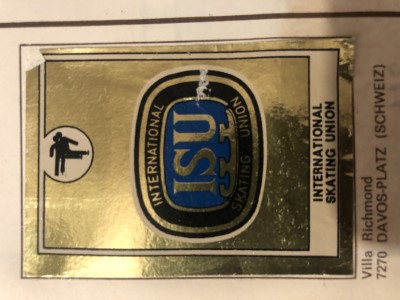 INTERNATIONAL
ISU
SKATING UNION
INTERNATIONAL
SKATING UNION
Villa Richmond
7270 DAVOS-PLATZ (SCHWEIZ)